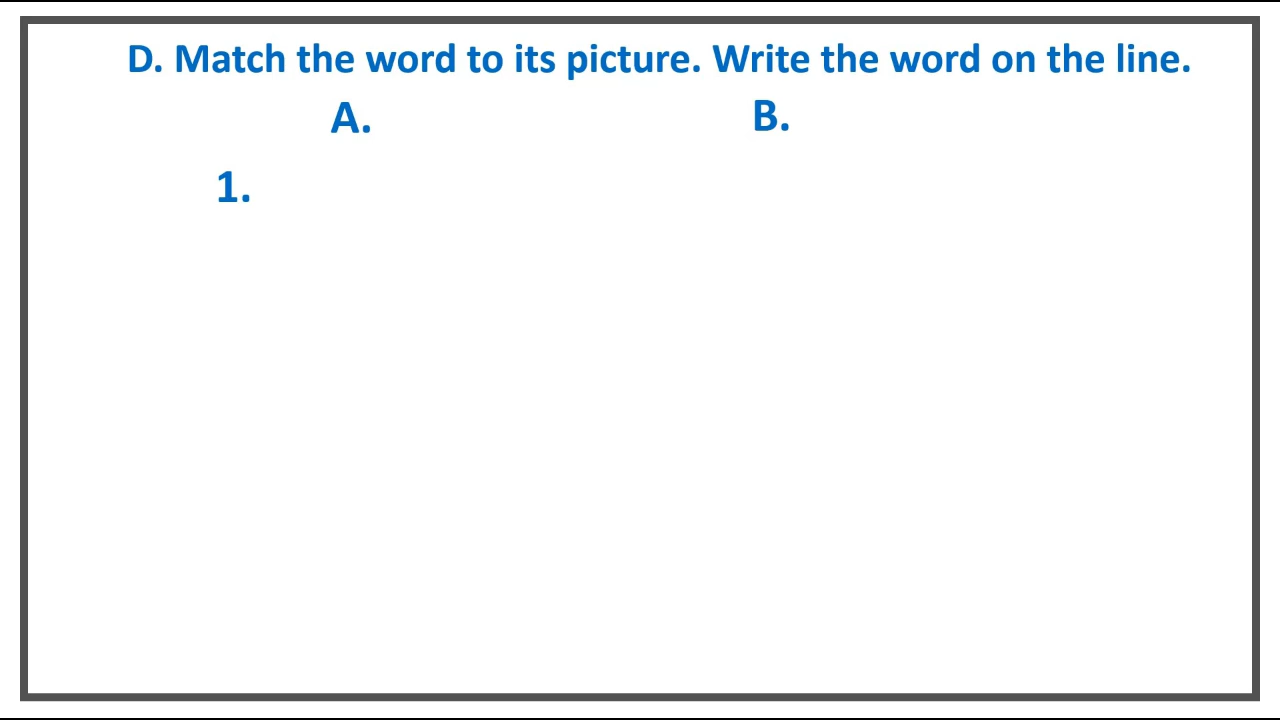 D. Match the word to its picture. Write the word on the line.
A. B.
1.